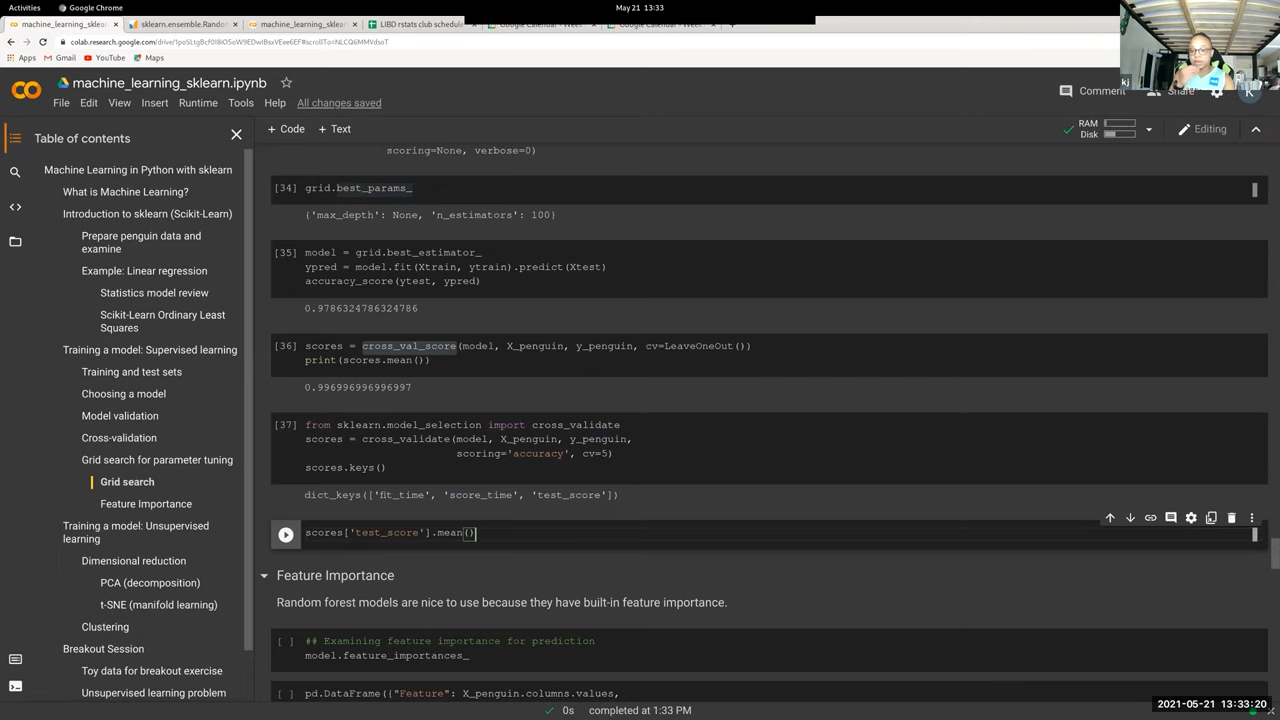 Activities
Google Chrome
May 21 13:33
machine_learning_skle
sklearn.ensemble.Rando
machine_learning_skle
LIBD rstats club schedule
Google Calendar - Week
Google Calendar - Week
Apps
Gmail
YouTube
Maps
kj
machine_learning_sklearn.ipynb
File Edit View Insert Runtime Tools Help All changes saved
Comment
Share
K
Table of contents
+ Code + Text
RAM
Disk
Editing
Machine Learning in Python with sklearn
What is Machine Learning?
Introduction to sklearn (Scikit-Learn)
Prepare penguin data and
examine
Example: Linear regression
Statistics model review
Scikit-Learn Ordinary Least
Squares
Training a model: Supervised learning
Training and test sets
Choosing a model
Model validation
Cross-validation
Grid search for parameter tuning
Grid search
Feature Importance
Training a model: Unsupervised
learning
Dimensional reduction
PCA (decomposition)
t-SNE (manifold learning)
Clustering
Breakout Session
Toy data for breakout exercise
Unsupervised learning problem
scoring=None, verbose=0)
[34] grid.best_params_
{'max_depth': None, 'n_estimators': 100}
[35] model = grid.best_estimator_
ypred = model.fit(Xtrain, ytrain).predict(Xtest)
accuracy_score(ytest, ypred)
0.9786324786324786
[36] scores = cross_val_score(model, X_penguin, y_penguin, cv=LeaveOneOut())
print(scores.mean())
0.996996996996997
[37] from sklearn.model_selection import cross_validate
scores = cross_validate(model, X_penguin, y_penguin,
scoring='accuracy', cv=5)
scores.keys()
dict_keys(['fit_time', 'score_time', 'test_score'])
scores['test_score'].mean()
Feature Importance
Random forest models are nice to use because they have built-in feature importance.
[ ] ## Examining feature importance for prediction
model.feature_importances_
[ ] pd.DataFrame({"Feature": X_penguin.columns.values,
0s completed at 1:33 PM
2021-05-21 13:33:20